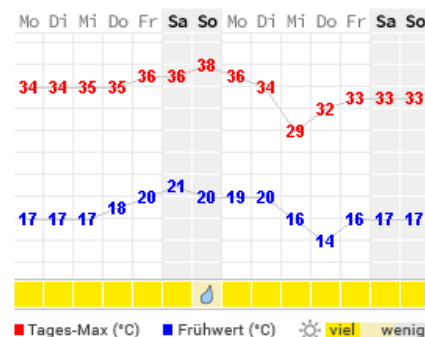 Mo Di Mi Do Fr Sa So Mo Di Mi Do Fr Sa So
34 34 35 35 36 36 38 36 34 29 32 33 33 33
17 17 17 18 20 21 20 19 20 16 14 16 17 17
Tages-Max (°C) Frühwert (°C) viel wenig